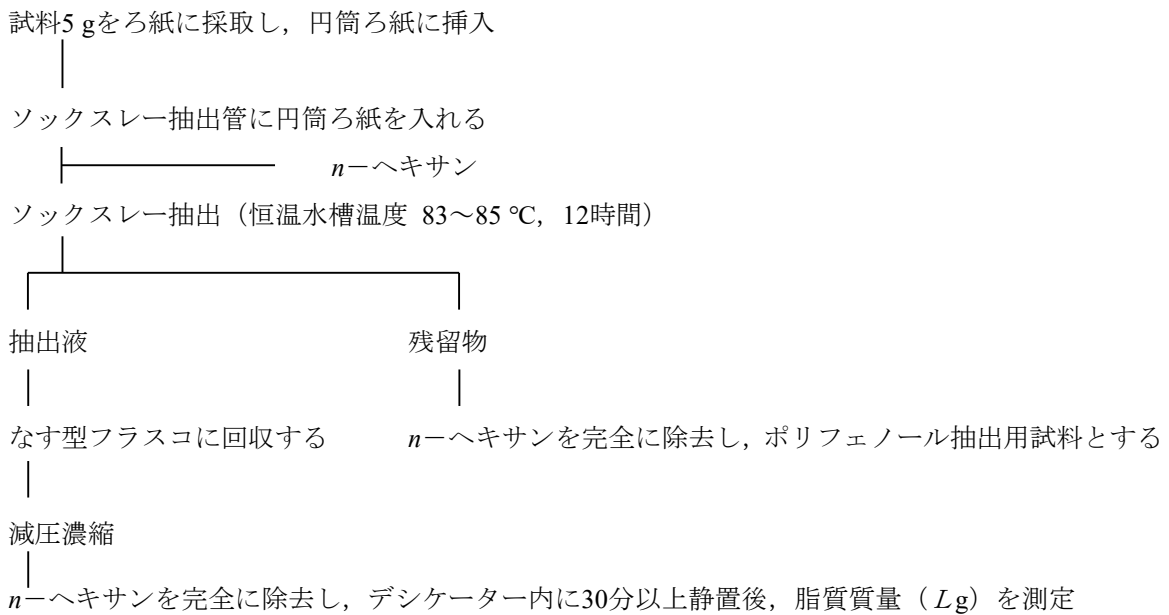 試料5 gをろ紙に採取し，円筒ろ紙に挿入
ソックスレー抽出管に円筒ろ紙を入れる
n－ヘキサン
ソックスレー抽出（恒温水槽温度 83～85 ℃，12時間）
抽出液
残留物
なす型フラスコに回収する
n－ヘキサンを完全に除去し，ポリフェノール抽出用試料とする
減圧濃縮
n－ヘキサンを完全に除去し，デシケーター内に30分以上静置後，脂質質量（Lg）を測定